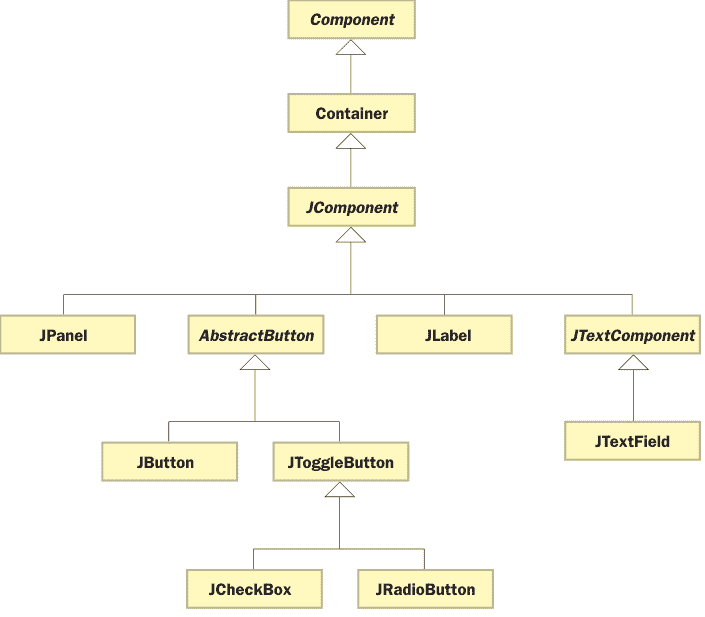 Component
Container
JComponent
JPanel
AbstractButton
JLabel
JTextComponent
JButton
JToggleButton
JTextField
JCheckBox
JRadioButton